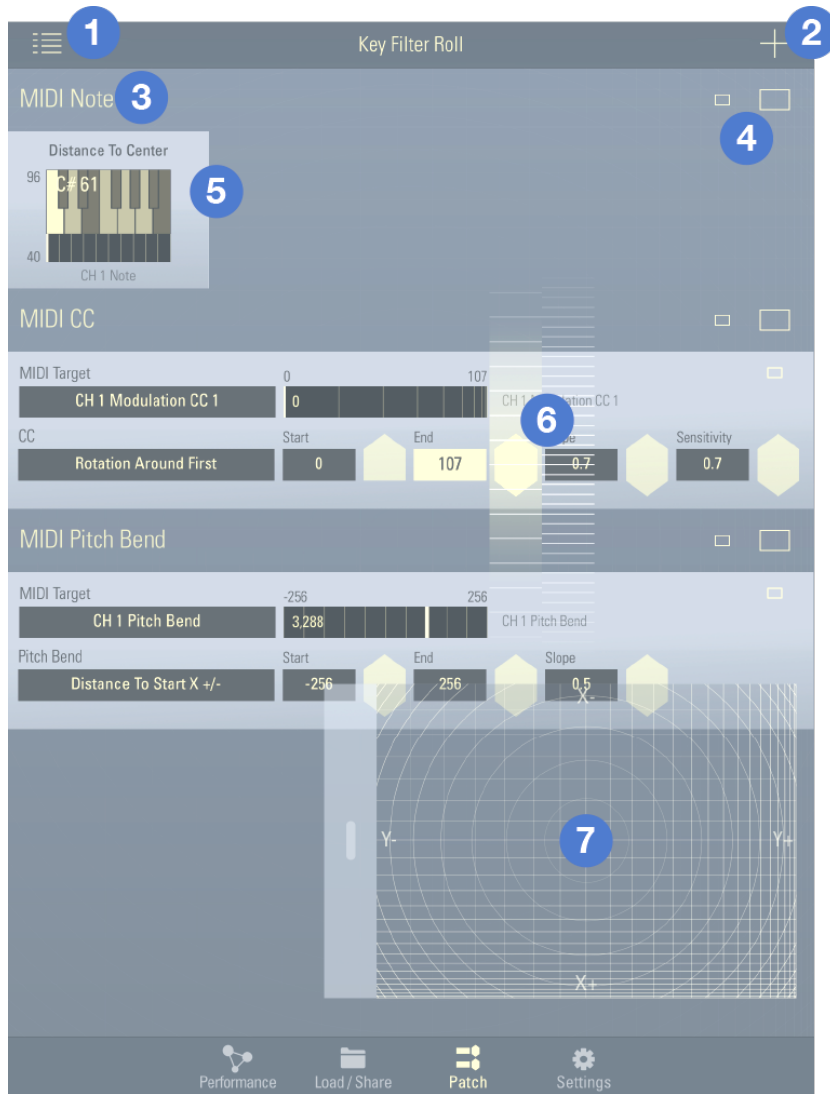 1
Key Filter Roll
2
MIDI Note
3
4
Distance To Center
96
C# 61
5
40
CH 1 Note
MIDI CC
MIDI Target
0
107
CH 1 Modulation CC 1
0
CH 1 Modulation CC 1
6
CC
Start
End
Sensitivity
Rotation Around First
0
107
0.7
0.7
MIDI Pitch Bend
MIDI Target
-256
256
CH 1 Pitch Bend
3,288
CH 1 Pitch Bend
Pitch Bend
Start
End
Slope
Distance To Start X +/-
-256
256
0.5
X-
Y-
7
Y+
X+
Performance
Load / Share
Patch
Settings